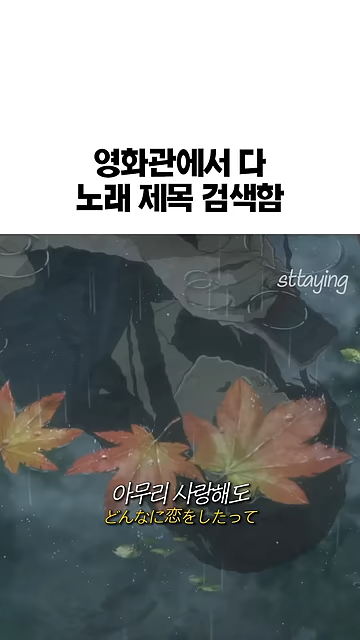 영화관에서 다
노래 제목 검색함
sttaying
아무리 사랑해도
どんなに恋をしたって